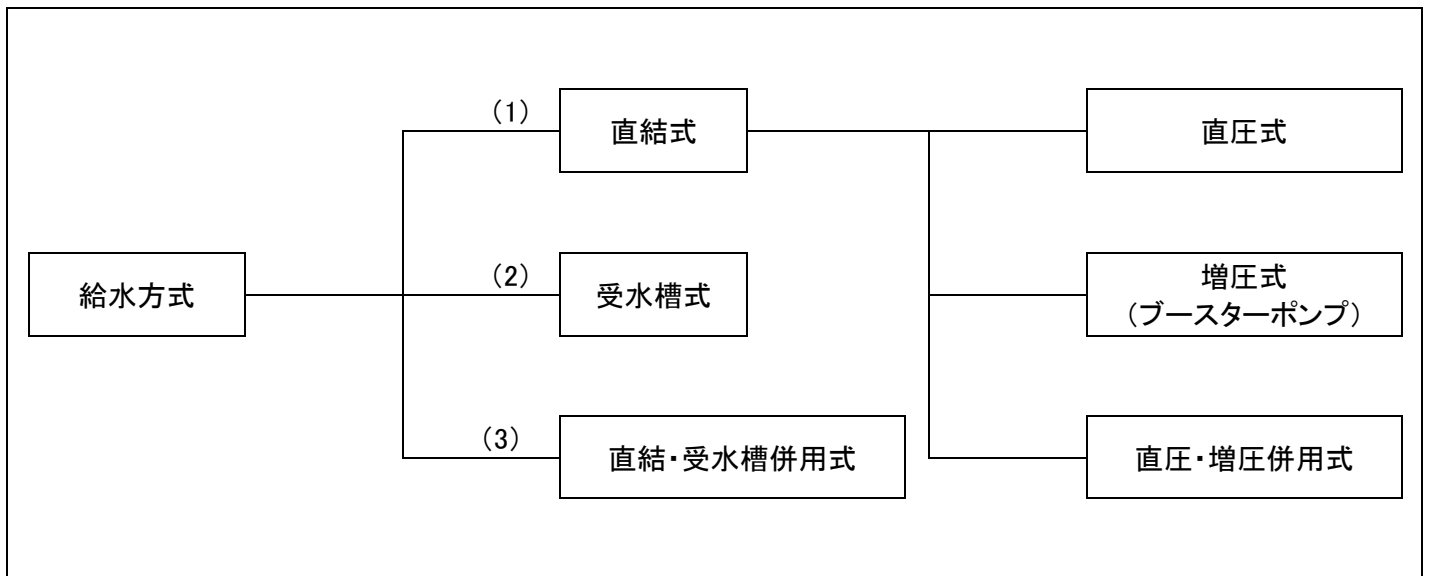 (1)
直結式
直圧式
給水方式
(2)
受水槽式
増圧式
(ブースターポンプ)
(3)
直結・受水槽併用式
直圧・増圧併用式